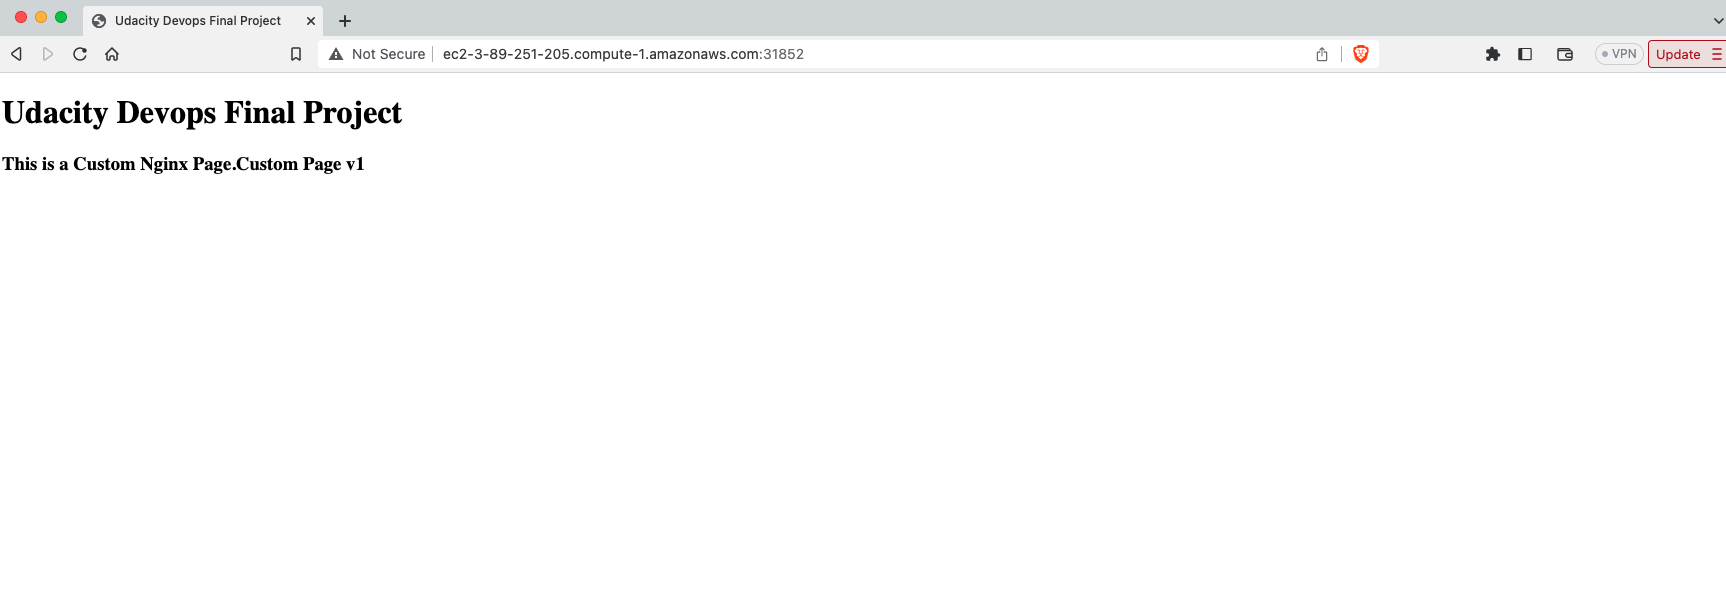 Udacity Devops Final Project
Not Secure ec2-3-89-251-205.compute-1.amazonaws.com:31852 VPN Update
Udacity Devops Final Project
This is a Custom Nginx Page.Custom Page v1